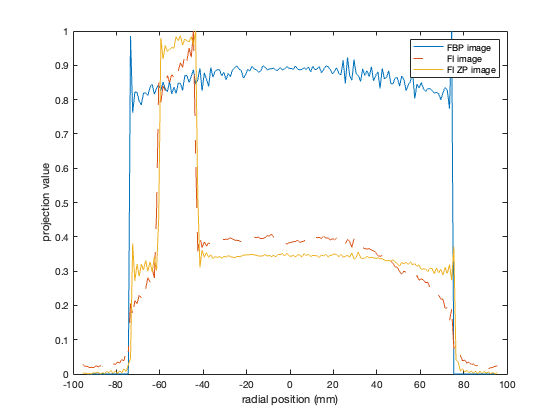 1
0.9
0.8
0.7
0.6
0.5
0.4
0.3
0.2
0.1
0
projection value
FBP image
FI image
FI ZP image
-100 -80 -60 -40 -20 0 20 40 60 80 100
radial position (mm)